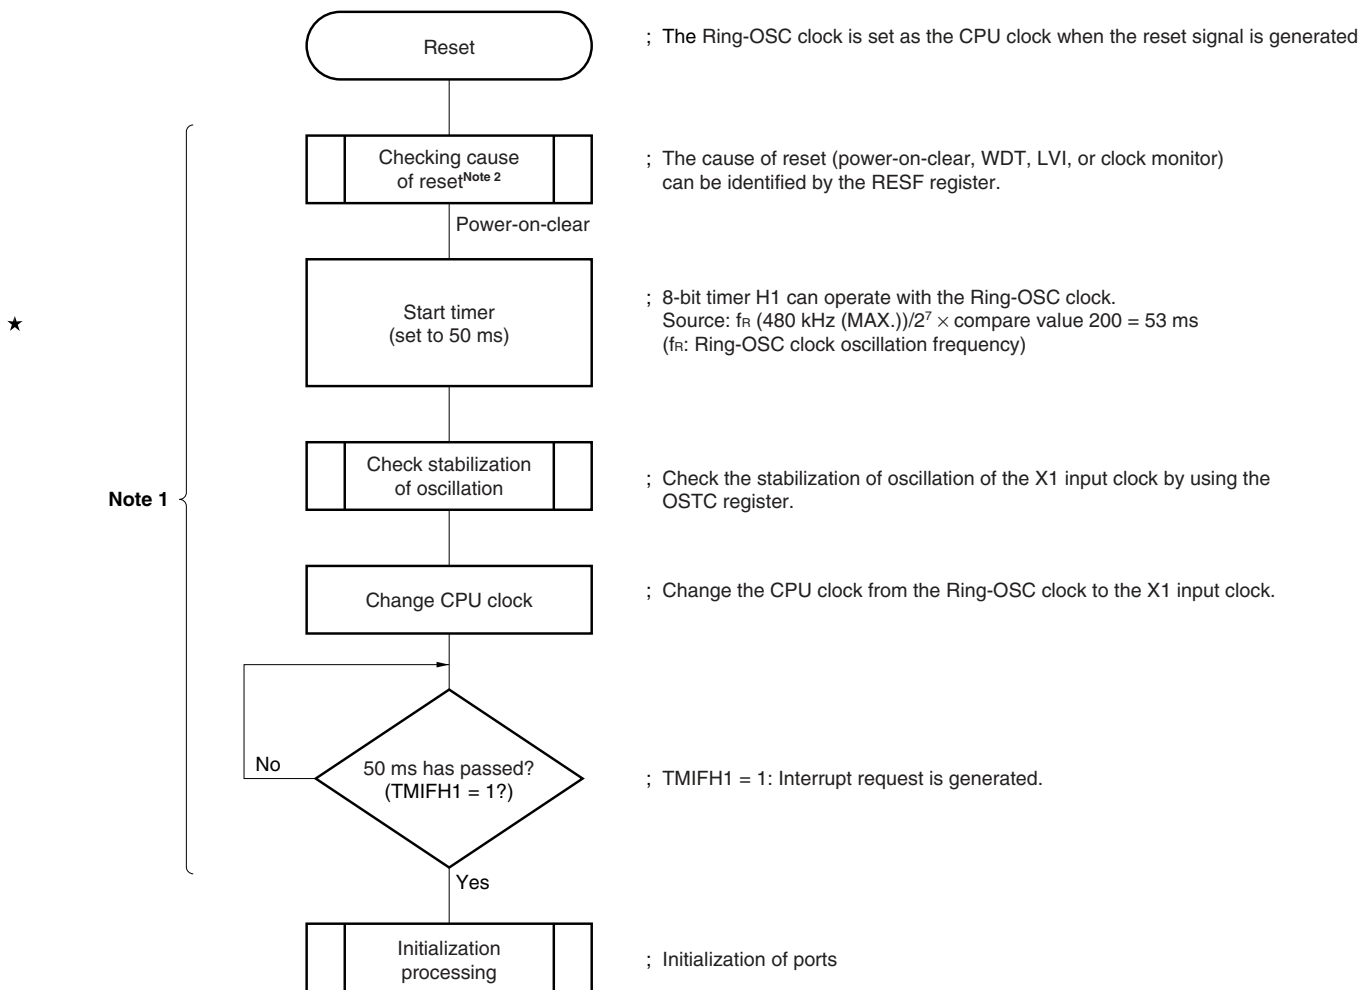 Reset
; The Ring-OSC clock is set as the CPU clock when the reset signal is generated
Checking cause
of reset Note 2
; The cause of reset (power-on-clear, WDT, LVI, or clock monitor)
can be identified by the RESF register.
Power-on-clear
★
Start timer
(set to 50 ms)
; 8-bit timer H1 can operate with the Ring-OSC clock.
Source: fR (480 kHz (MAX.))/2⁷ × compare value 200 = 53 ms
(fR: Ring-OSC clock oscillation frequency)
Note 1
Check stabilization
of oscillation
; Check the stabilization of oscillation of the X1 input clock by using the
OSTC register.
Change CPU clock
; Change the CPU clock from the Ring-OSC clock to the X1 input clock.
No
50 ms has passed?
(TMIFH1 = 1?)
; TMIFH1 = 1: Interrupt request is generated.
Yes
Initialization
processing
; Initialization of ports